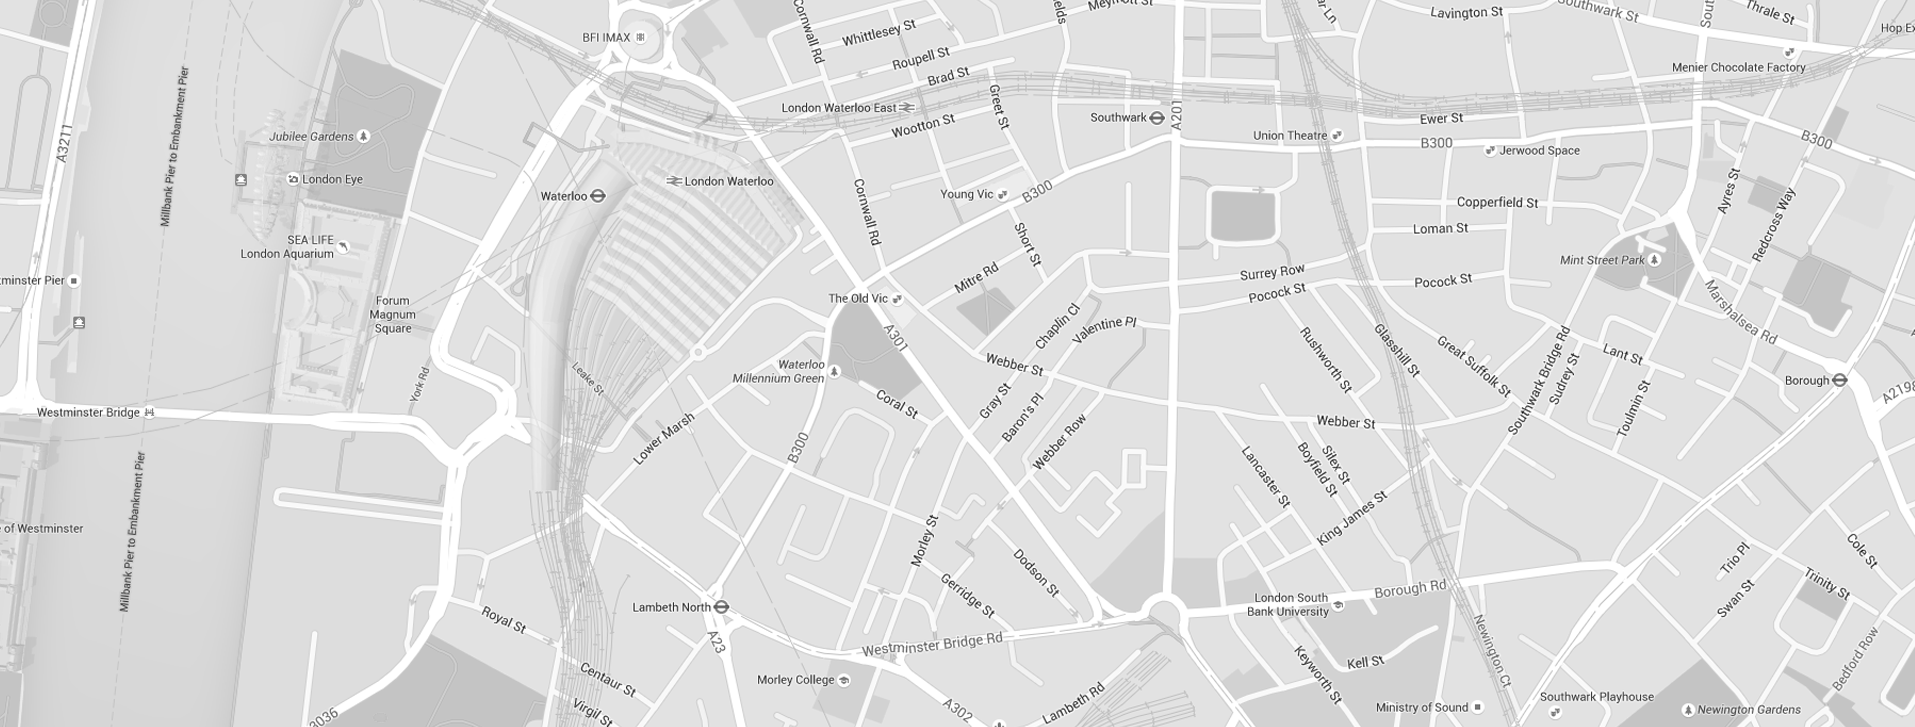 Cornwall Rd
Meymott St
Lavington St
Southwark St
Thrale St
Whittlesey St
BFI IMAX
Roupell St
Hop Ex
Menier Chocolate Factory
Brad St
London Waterloo East
Greet St
Southwark
A201
Ewer St
Wootton St
A3211
Jubilee Gardens
Union Theatre
B300
Jerwood Space
B300
Millbank Pier to Embankment Pier
London Eye
London Waterloo
Waterloo
Young Vic
B300
Ayres St
Copperfield St
Cornwall Rd
Redcross Way
Loman St
SEA LIFE
London Aquarium
Short St
Mint Street Park
tminster Pier
Mitre Rd
Surrey Row
Pocock St
Pocock St
The Old Vic
Forum
Magnum
Square
Marshalsea Rd
Chaplin Cl
Valentine Pl
A301
Glasshill St
Great Suffolk St
Rushworth St
Lant St
Webber St
Waterloo
Millennium Green
Leake St
York Rd
Southwark Bridge Rd
Sudrey St
Borough
A2198
Coral St
Gray St
Baron's Pl
Toulmin St
Westminster Bridge
Webber St
Lower Marsh
Webber Row
B300
Silex St
Boyfield St
Lancaster St
King James St
Millbank Pier to Embankment Pier
e of Westminster
Morley St
Dodson St
Trio Pl
Cole St
Trinity St
Swan St
Gerridge St
Borough Rd
London South
Bank University
Lambeth North
Royal St
A23
Westminster Bridge Rd
Newington Ct
Bedford Row
Kell St
Keyworth St
Centaur St
Morley College
Lambeth Rd
Southwark Playhouse
Ministry of Sound
Newington Gardens
Virgil St
A302
3036